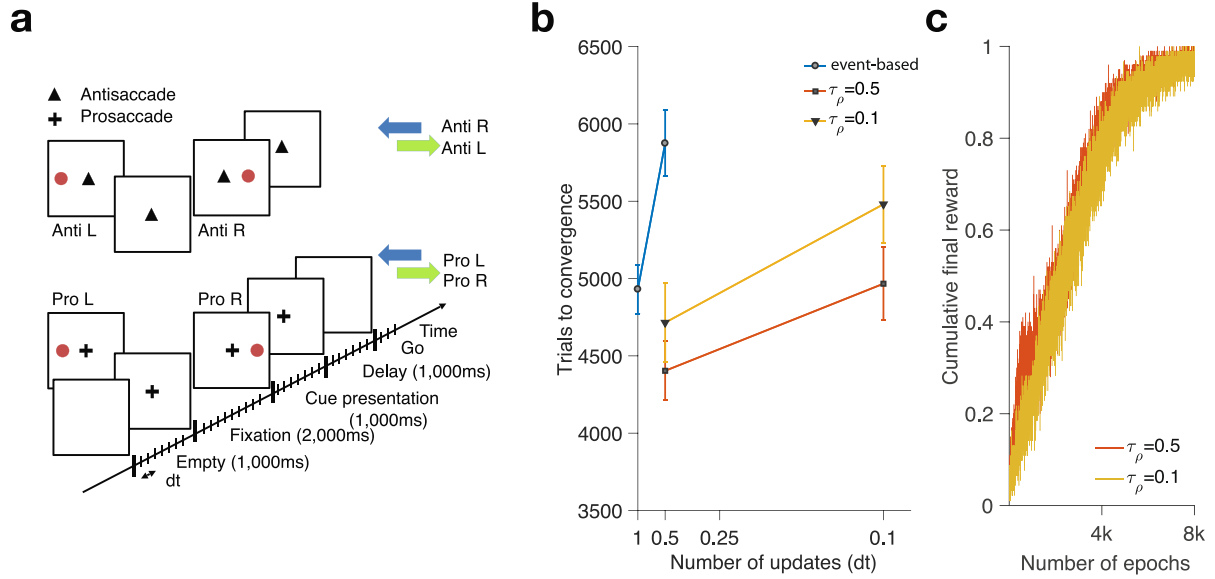 a
Antisaccade
Prosaccade
Anti R
Anti L
Anti L
Anti R
Pro L
Pro R
Pro L
Pro R
Time
Go
Delay (1,000ms)
Cue presentation
(1,000ms)
Fixation (2,000ms)
Empty (1,000ms)
dt
b
6500
6000
5500
5000
4500
4000
3500
Trials to convergence
event-based
τρ=0.5
τρ=0.1
1 0.5 0.25 0.1
Number of updates (dt)
c
1
0.8
0.6
0.4
0.2
0
Cumulative final reward
τρ=0.5
τρ=0.1
4k 8k
Number of epochs